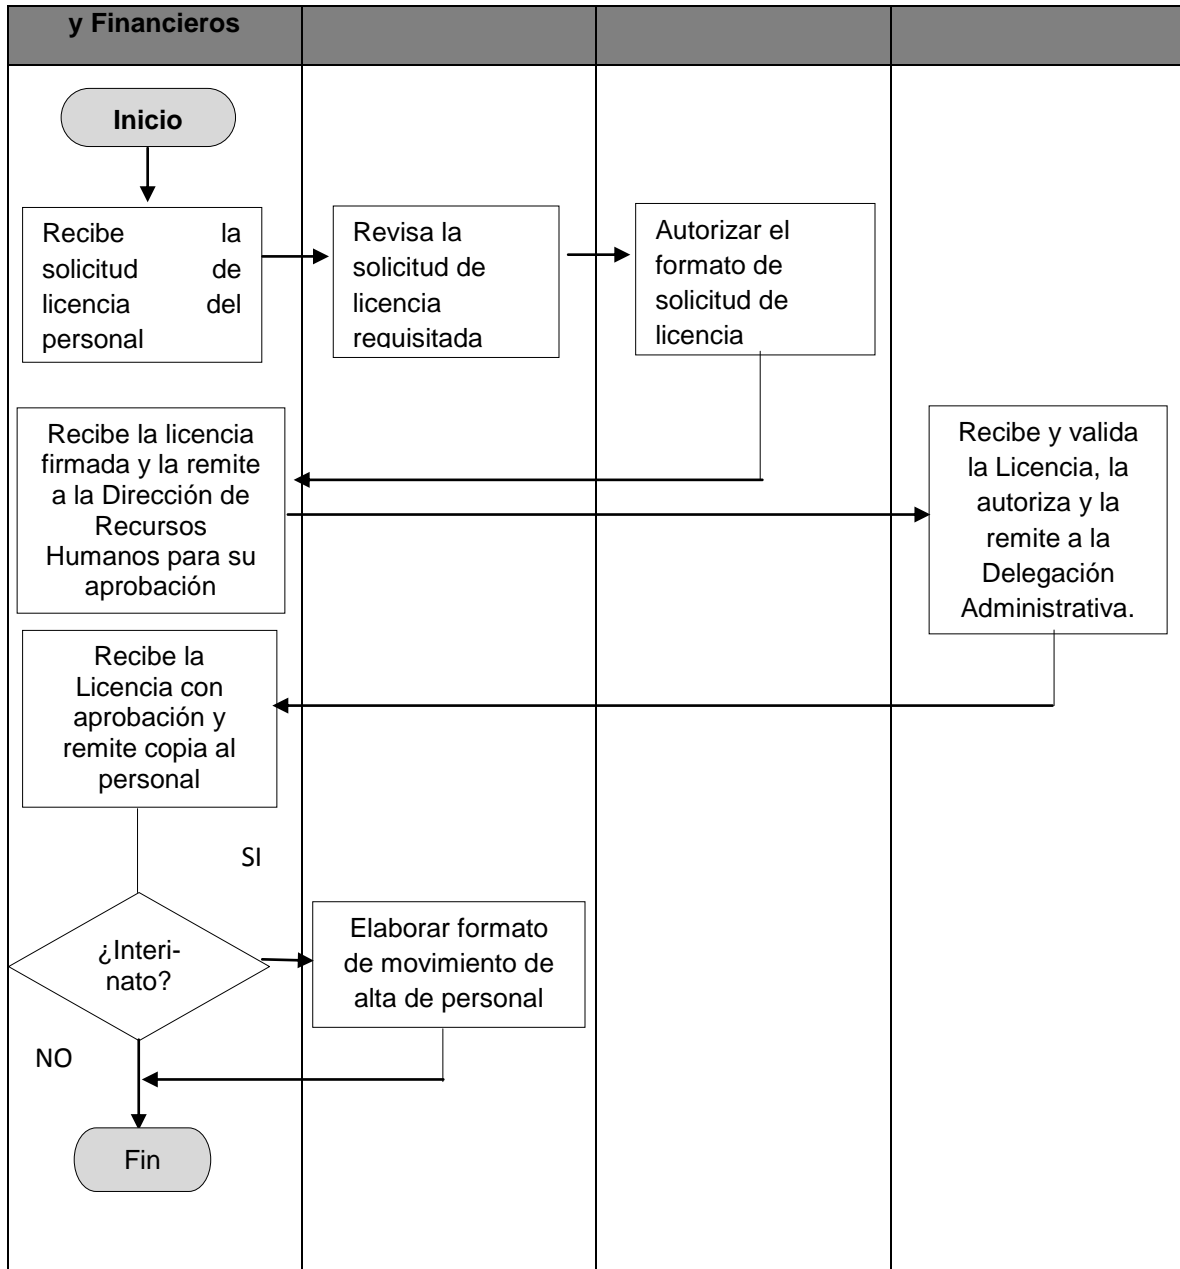 y Financieros
Inicio
Recibe la
solicitud de
licencia del
personal
Revisa la
solicitud de
licencia
requisitada
Autorizar el
formato de
solicitud de
licencia
Recibe la licencia
firmada y la remite
a la Dirección de
Recursos
Humanos para su
aprobación
Recibe y valida
la Licencia, la
autoriza y la
remite a la
Delegación
Administrativa.
Recibe la
Licencia con
aprobación y
remite copia al
personal
SI
¿Interi-
nato?
Elaborar formato
de movimiento de
alta de personal
NO
Fin